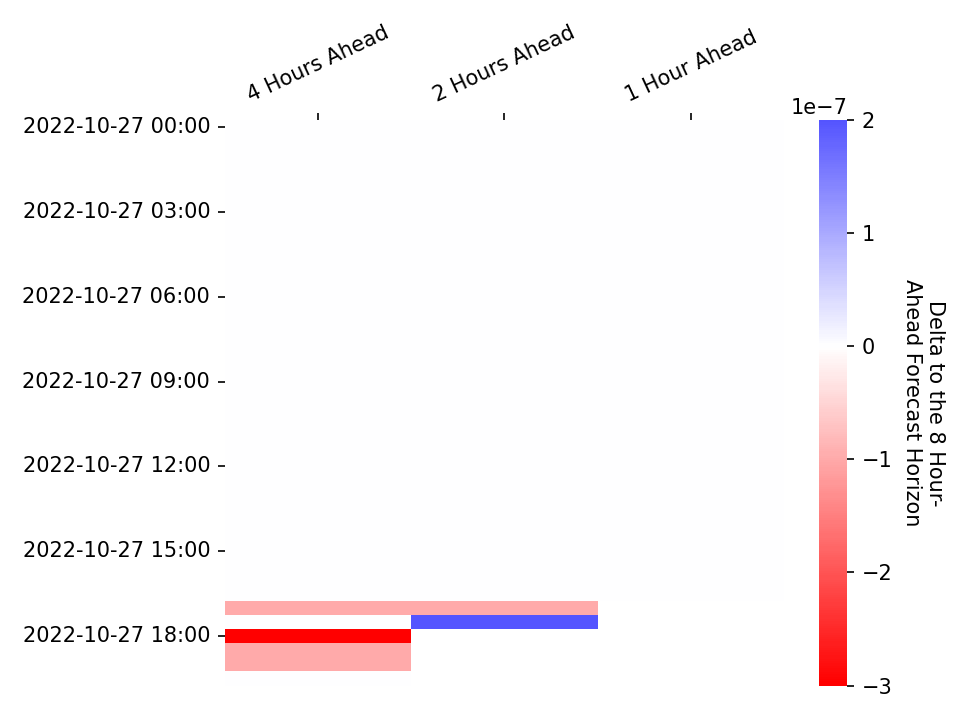 4 Hours Ahead
2 Hours Ahead
1 Hour Ahead
1e−7
2022-10-27 00:00
2022-10-27 03:00
2022-10-27 06:00
2022-10-27 09:00
2022-10-27 12:00
2022-10-27 15:00
2022-10-27 18:00
2
1
0
−1
−2
−3
Delta to the 8 Hour-
Ahead Forecast Horizon